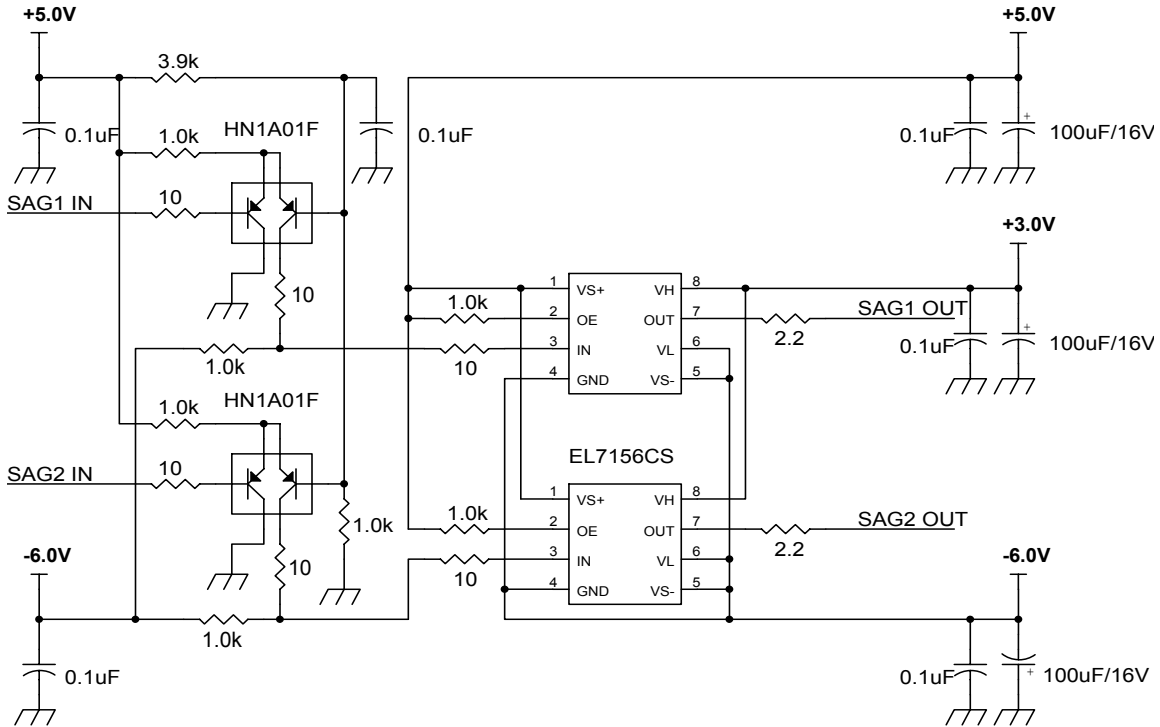 +5.0V
+5.0V
3.9k
0.1uF
HN1A01F
0.1uF
0.1uF
100uF/16V
1.0k
SAG1 IN
10
+3.0V
10
1.0k
1 VS+ VH 8
2 OE OUT 7
3 IN VL 6
4 GND VS- 5
SAG1 OUT
2.2
0.1uF
100uF/16V
1.0k
10
HN1A01F
1.0k
EL7156CS
SAG2 IN
10
1.0k
1.0k
1 VS+ VH 8
2 OE OUT 7
3 IN VL 6
4 GND VS- 5
SAG2 OUT
2.2
-6.0V
10
10
-6.0V
1.0k
0.1uF
0.1uF
100uF/16V
+
+
+